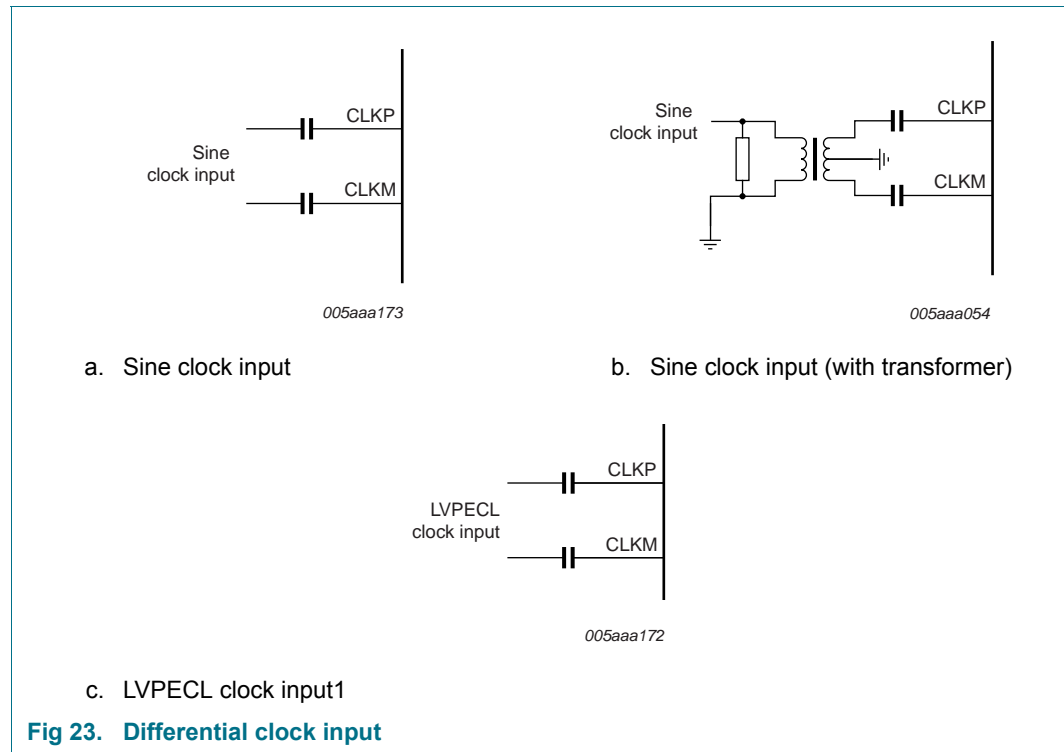 Sine
clock input
CLKP
CLKM
005aaa173
a. Sine clock input
Sine
clock input
CLKP
CLKM
005aaa054
b. Sine clock input (with transformer)
LVPECL
clock input
CLKP
CLKM
005aaa172
c. LVPECL clock input1
Fig 23. Differential clock input